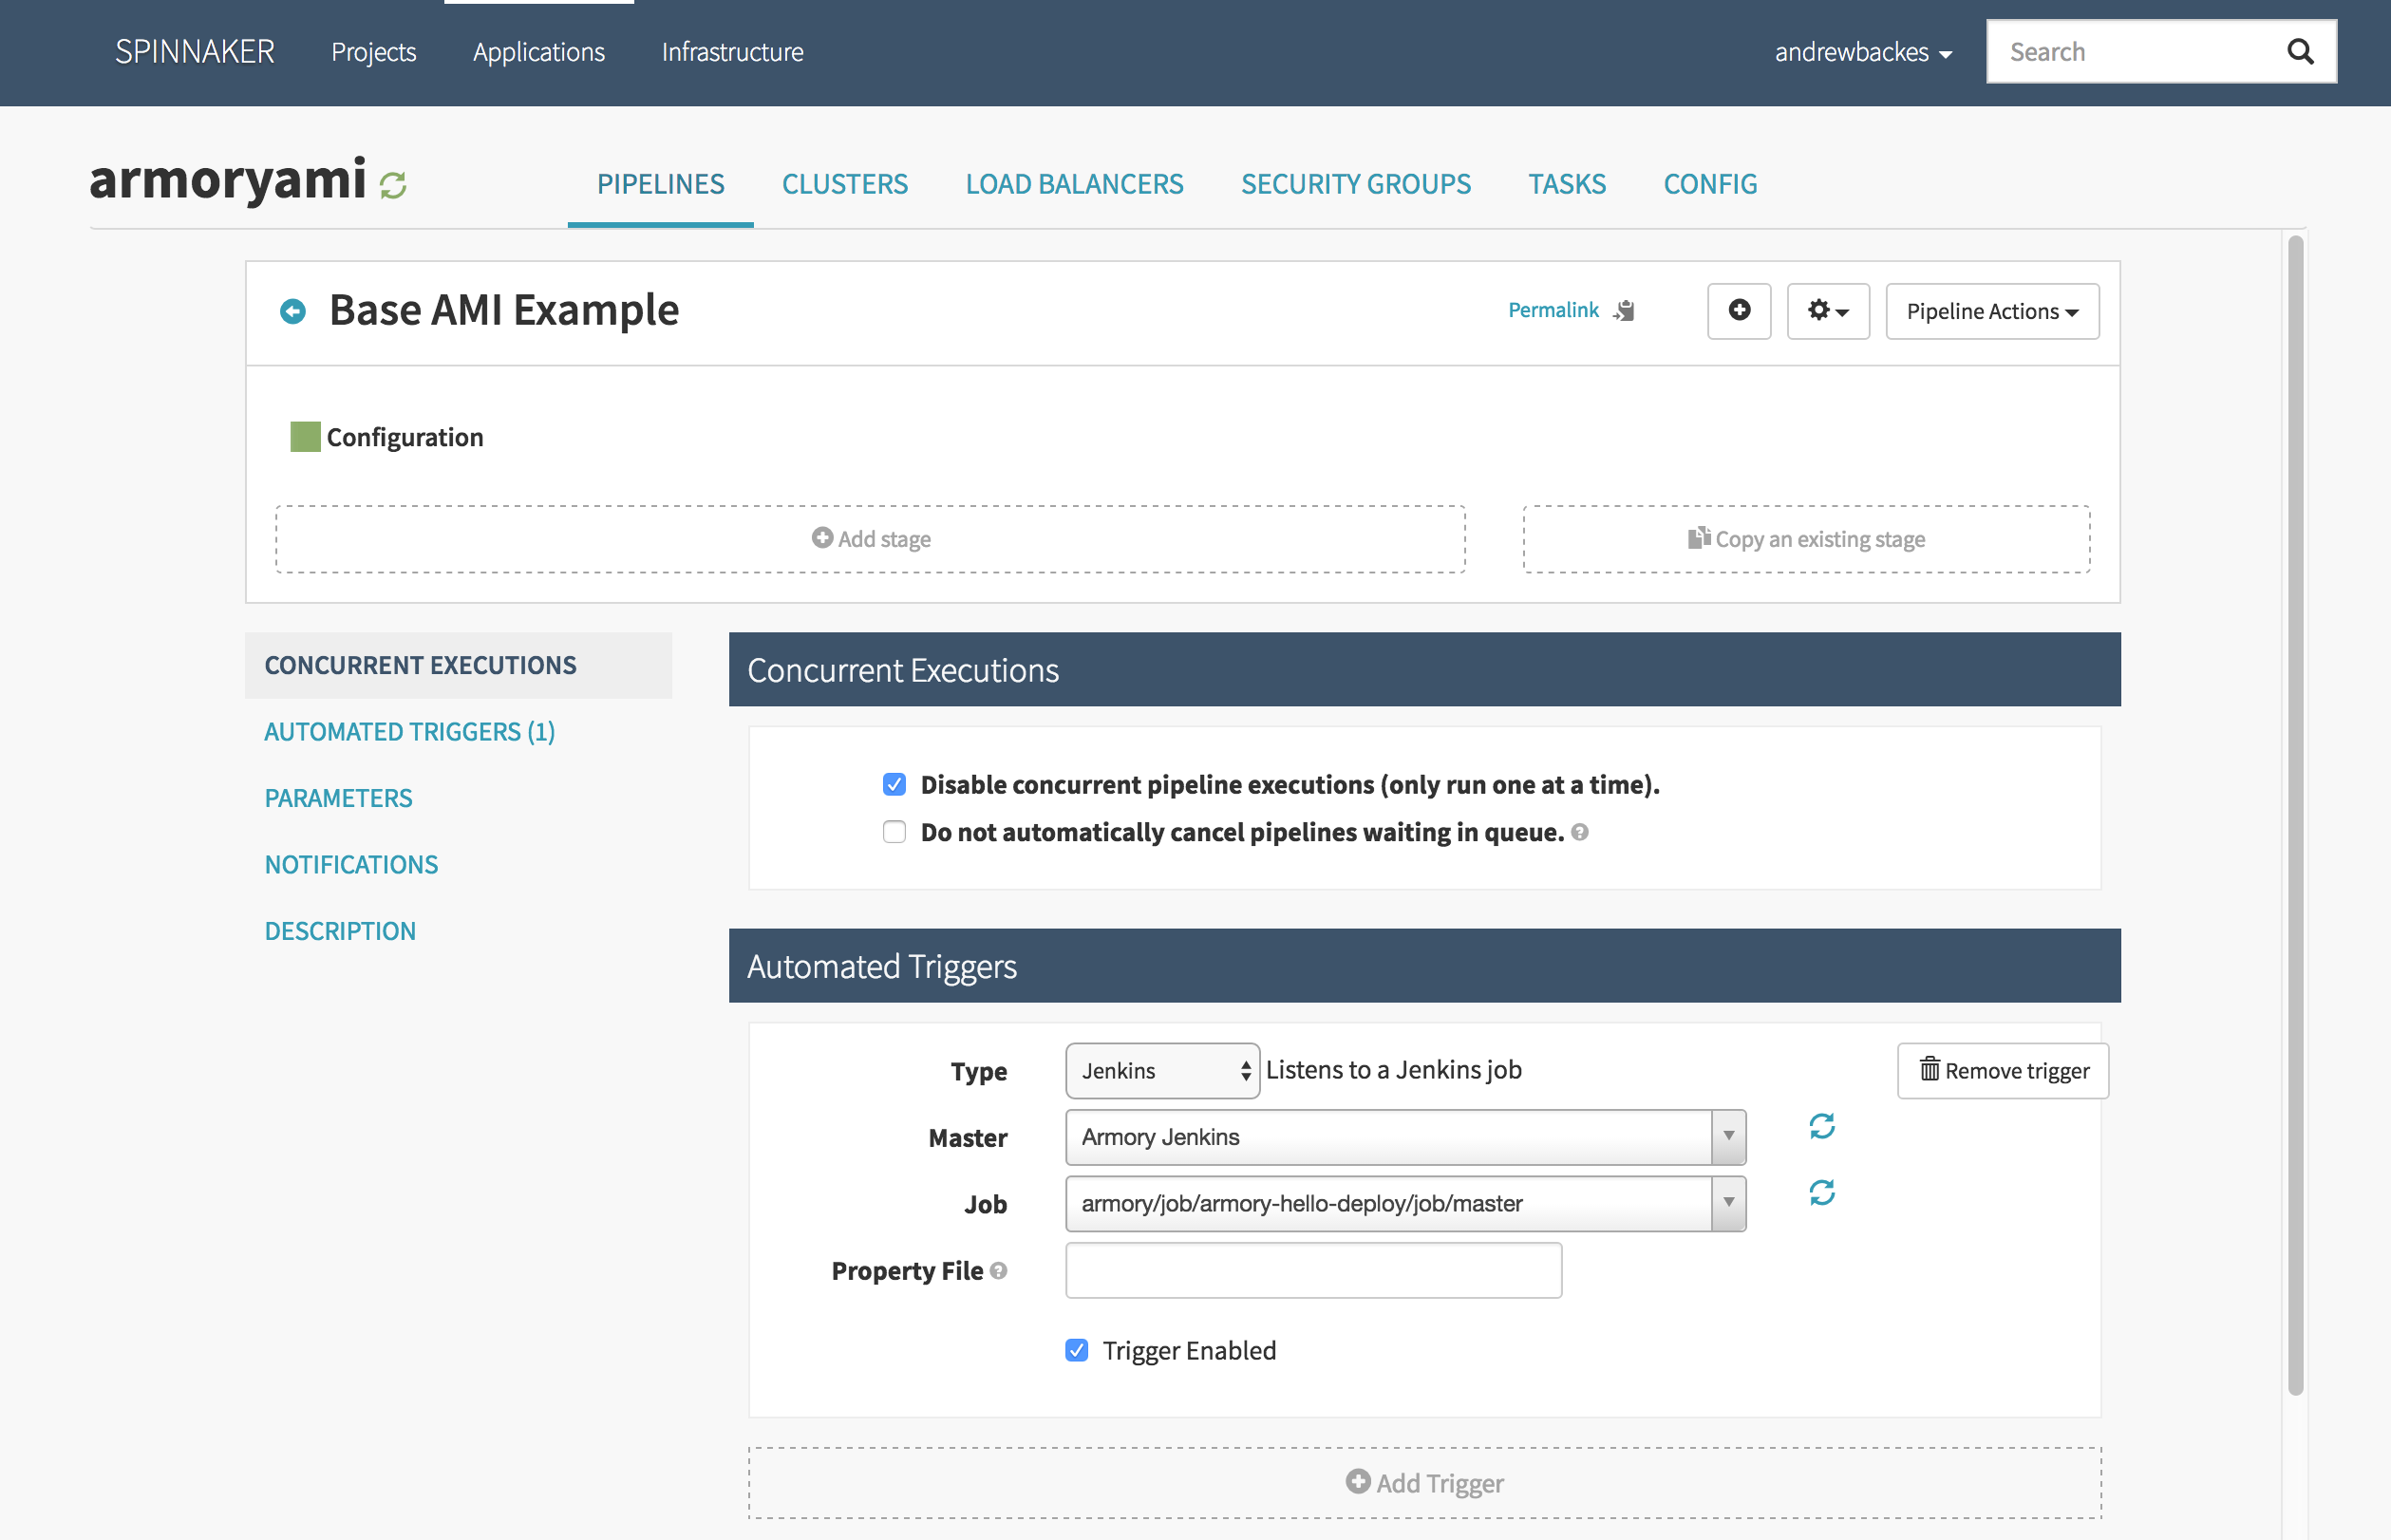 SPINNAKER Projects Applications Infrastructure andrewbackes Search
armoryami PIPELINES CLUSTERS LOAD BALANCERS SECURITY GROUPS TASKS CONFIG
Base AMI Example Permalink Pipeline Actions
Configuration
Add stage Copy an existing stage
CONCURRENT EXECUTIONS
AUTOMATED TRIGGERS (1)
PARAMETERS
NOTIFICATIONS
DESCRIPTION
Concurrent Executions
Disable concurrent pipeline executions (only run one at a time).
Do not automatically cancel pipelines waiting in queue.
Automated Triggers
Type Jenkins Listens to a Jenkins job Remove trigger
Master Armory Jenkins
Job armory/job/armory-hello-deploy/job/master
Property File
Trigger Enabled
Add Trigger